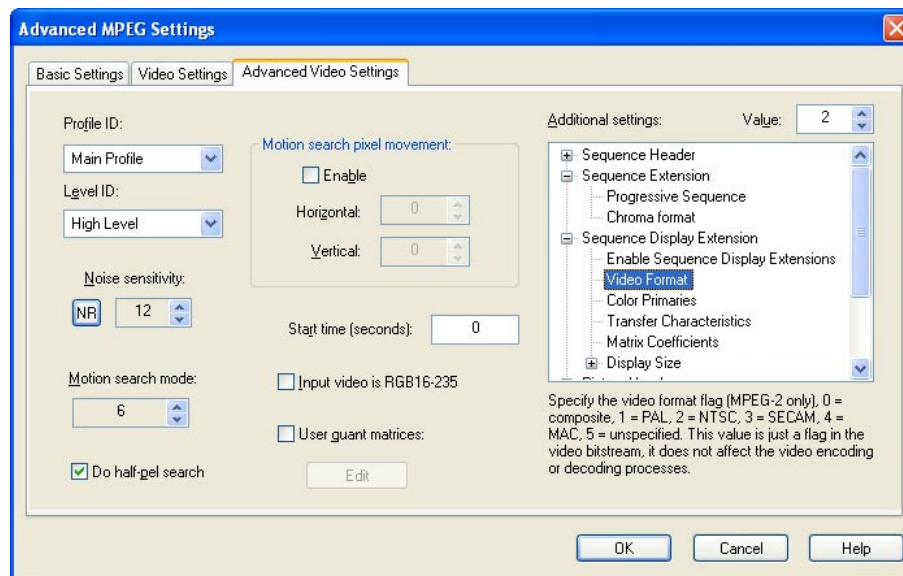 Advanced MPEG Settings
Basic Settings
Video Settings
Advanced Video Settings
Profile ID:
Main Profile
Level ID:
High Level
Noise sensitivity:
NR
12
Motion search mode:
6
Do half-pel search
Motion search pixel movement:
Enable
Horizontal:
0
Vertical:
0
Start time (seconds):
0
Input video is RGB16-235
User quant matrices:
Edit
Additional settings:
Value:
2
Sequence Header
Sequence Extension
Progressive Sequence
Chroma format
Sequence Display Extension
Enable Sequence Display Extensions
Video Format
Color Primaries
Transfer Characteristics
Matrix Coefficients
Display Size
Specify the video format flag (MPEG-2 only), 0 =
composite, 1 = PAL, 2 = NTSC, 3 = SECAM, 4 =
MAC, 5 = unspecified. This value is just a flag in the
video bitstream, it does not affect the video encoding
or decoding processes.
OK
Cancel
Help